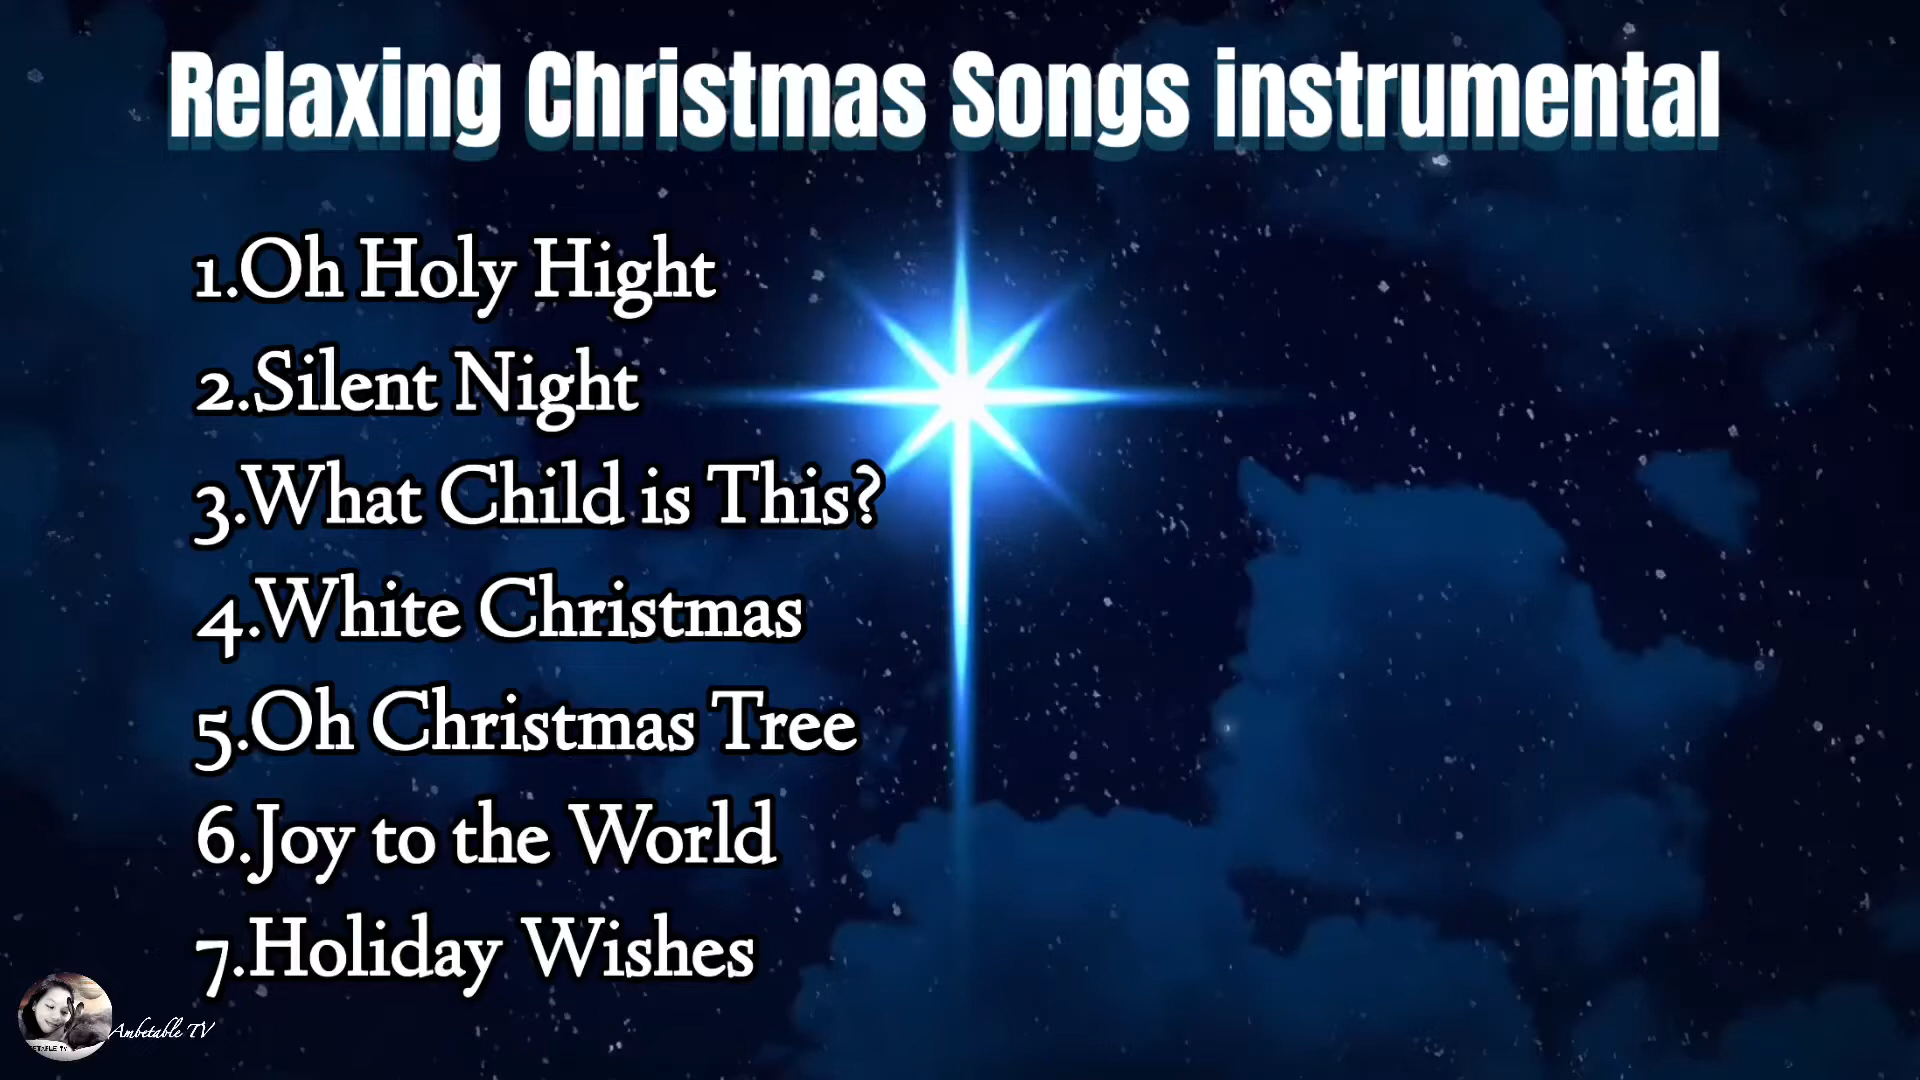 Relaxing Christmas Songs instrumental
1.Oh Holy Hight
2.Silent Night
3.What Child is This?
4.White Christmas
5.Oh Christmas Tree
6.Joy to the World
7.Holiday Wishes
Ambetable TV